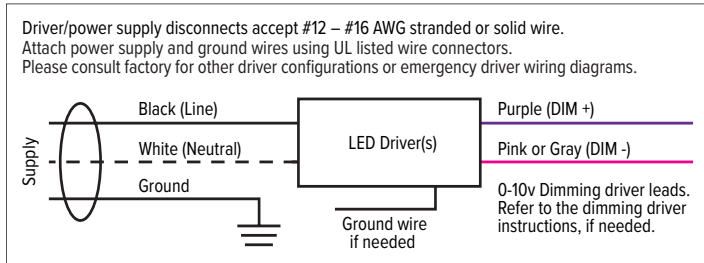 Driver/power supply disconnects accept #12 – #16 AWG stranded or solid wire.
Attach power supply and ground wires using UL listed wire connectors.
Please consult factory for other driver configurations or emergency driver wiring diagrams.
Supply
Black (Line)
White (Neutral)
Ground
LED Driver(s)
Ground wire
if needed
Purple (DIM +)
Pink or Gray (DIM -)
0-10v Dimming driver leads.
Refer to the dimming driver
instructions, if needed.